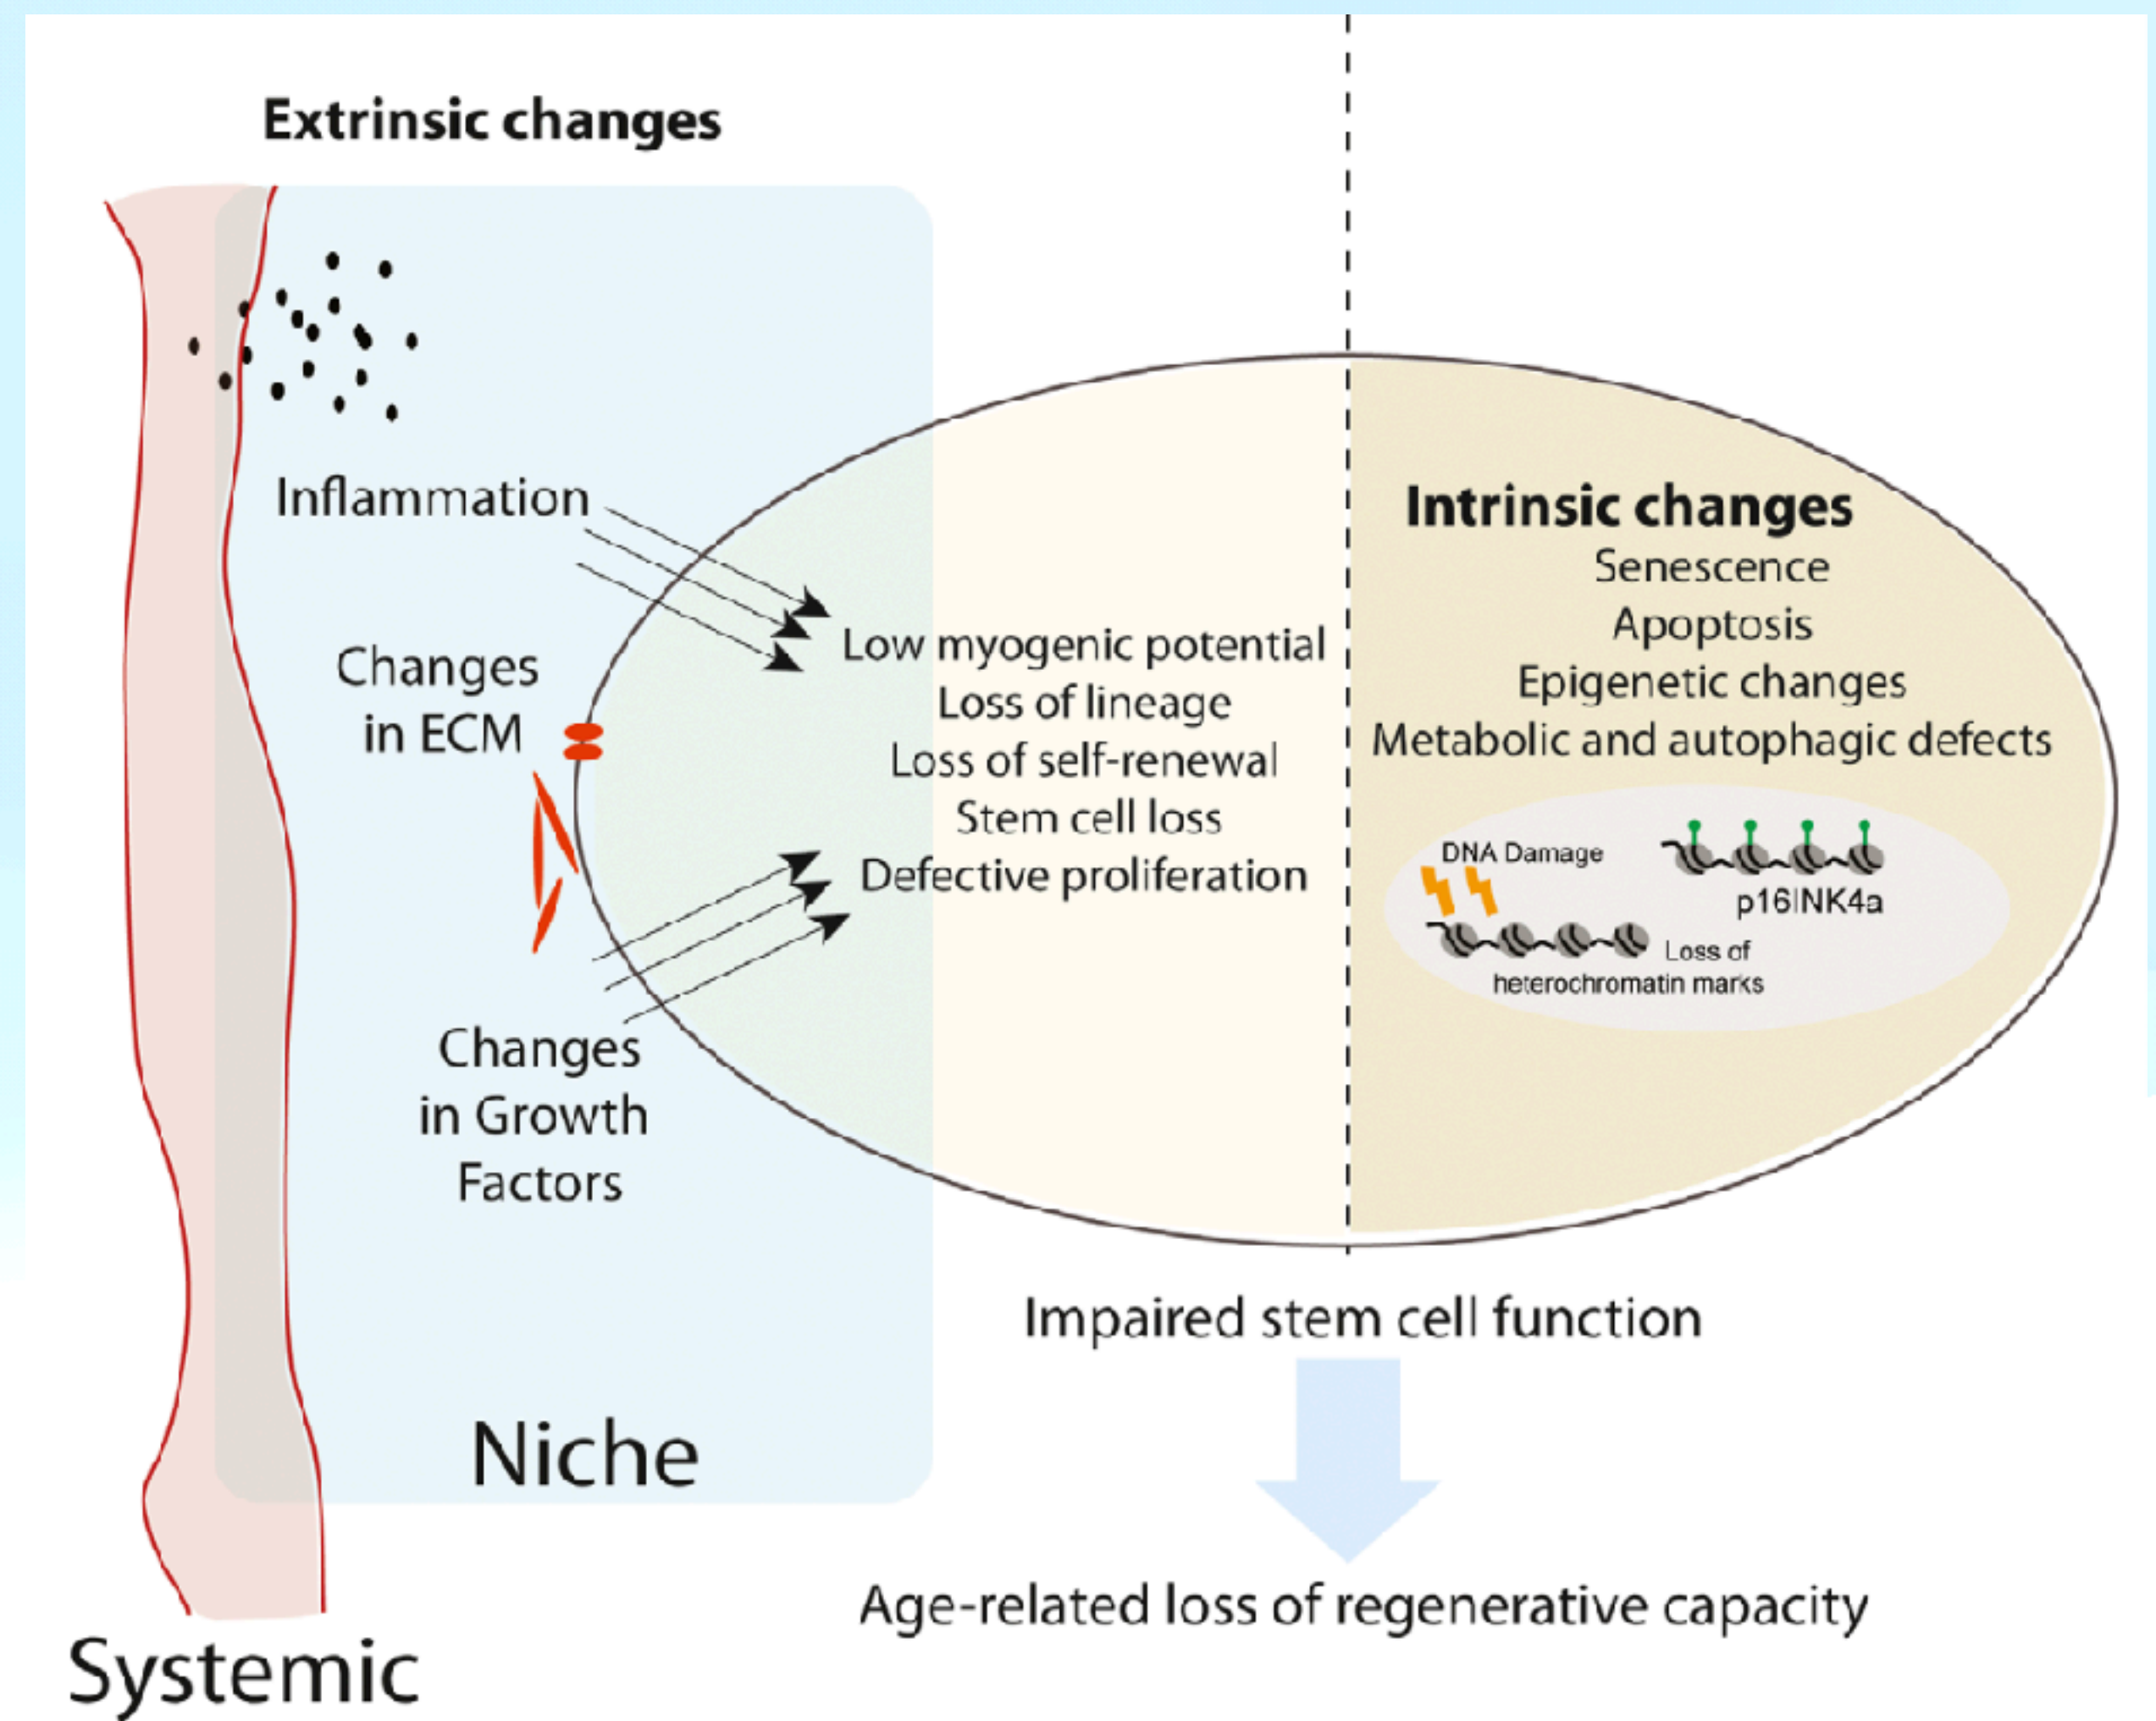 Extrinsic changes
Inflammation
Changes
in ECM
Changes
in Growth
Factors
Niche
Systemic
Low myogenic potential
Loss of lineage
Loss of self-renewal
Stem cell loss
Defective proliferation
Intrinsic changes
Senescence
Apoptosis
Epigenetic changes
Metabolic and autophagic defects
DNA Damage
p16INK4a
Loss of
heterochromatin marks
Impaired stem cell function
Age-related loss of regenerative capacity